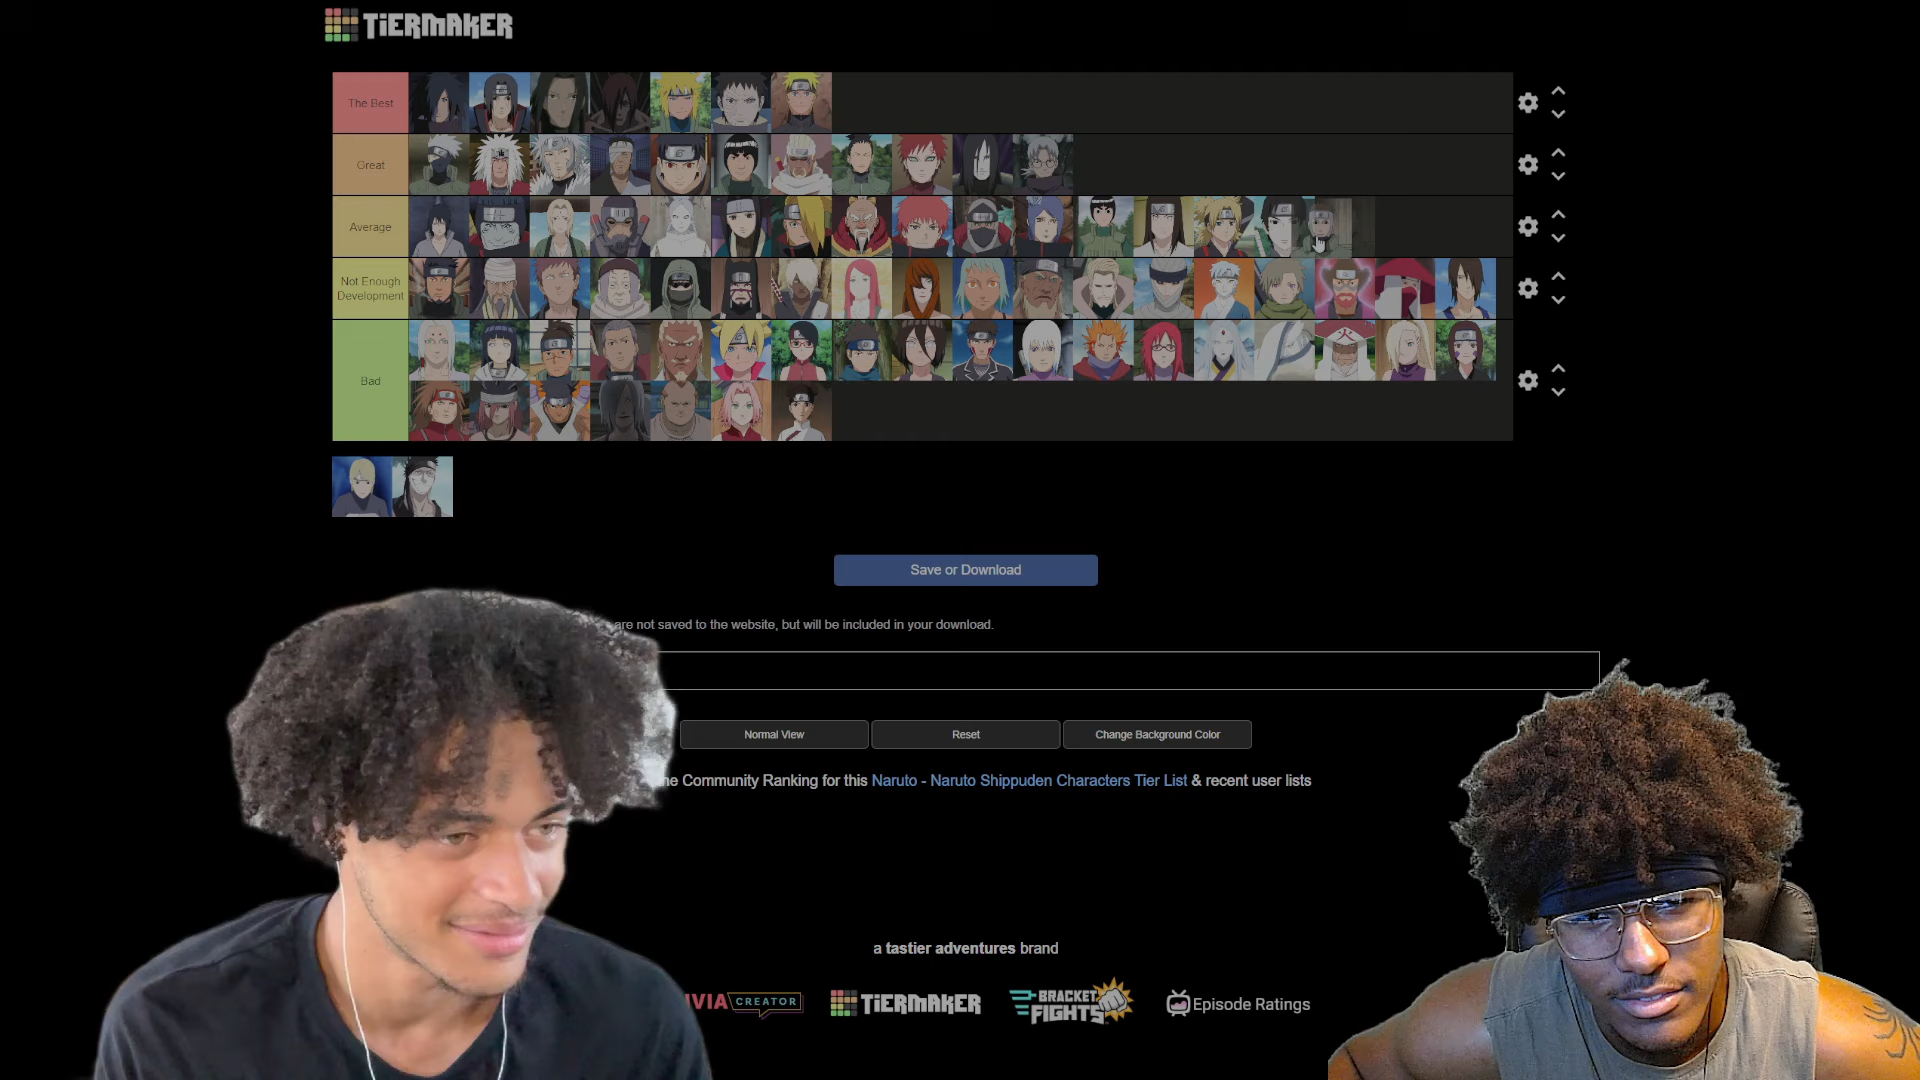 TiERMAKER
The Best
Great
Average
Not Enough
Development
Bad
Save or Download
are not saved to the website, but will be included in your download.
Normal View
Reset
Change Background Color
Community Ranking for this Naruto - Naruto Shippuden Characters Tier List & recent user lists
a tastier adventures brand
CREATOR
TiERMAKER
BRACKET
FIGHTS
Episode Ratings